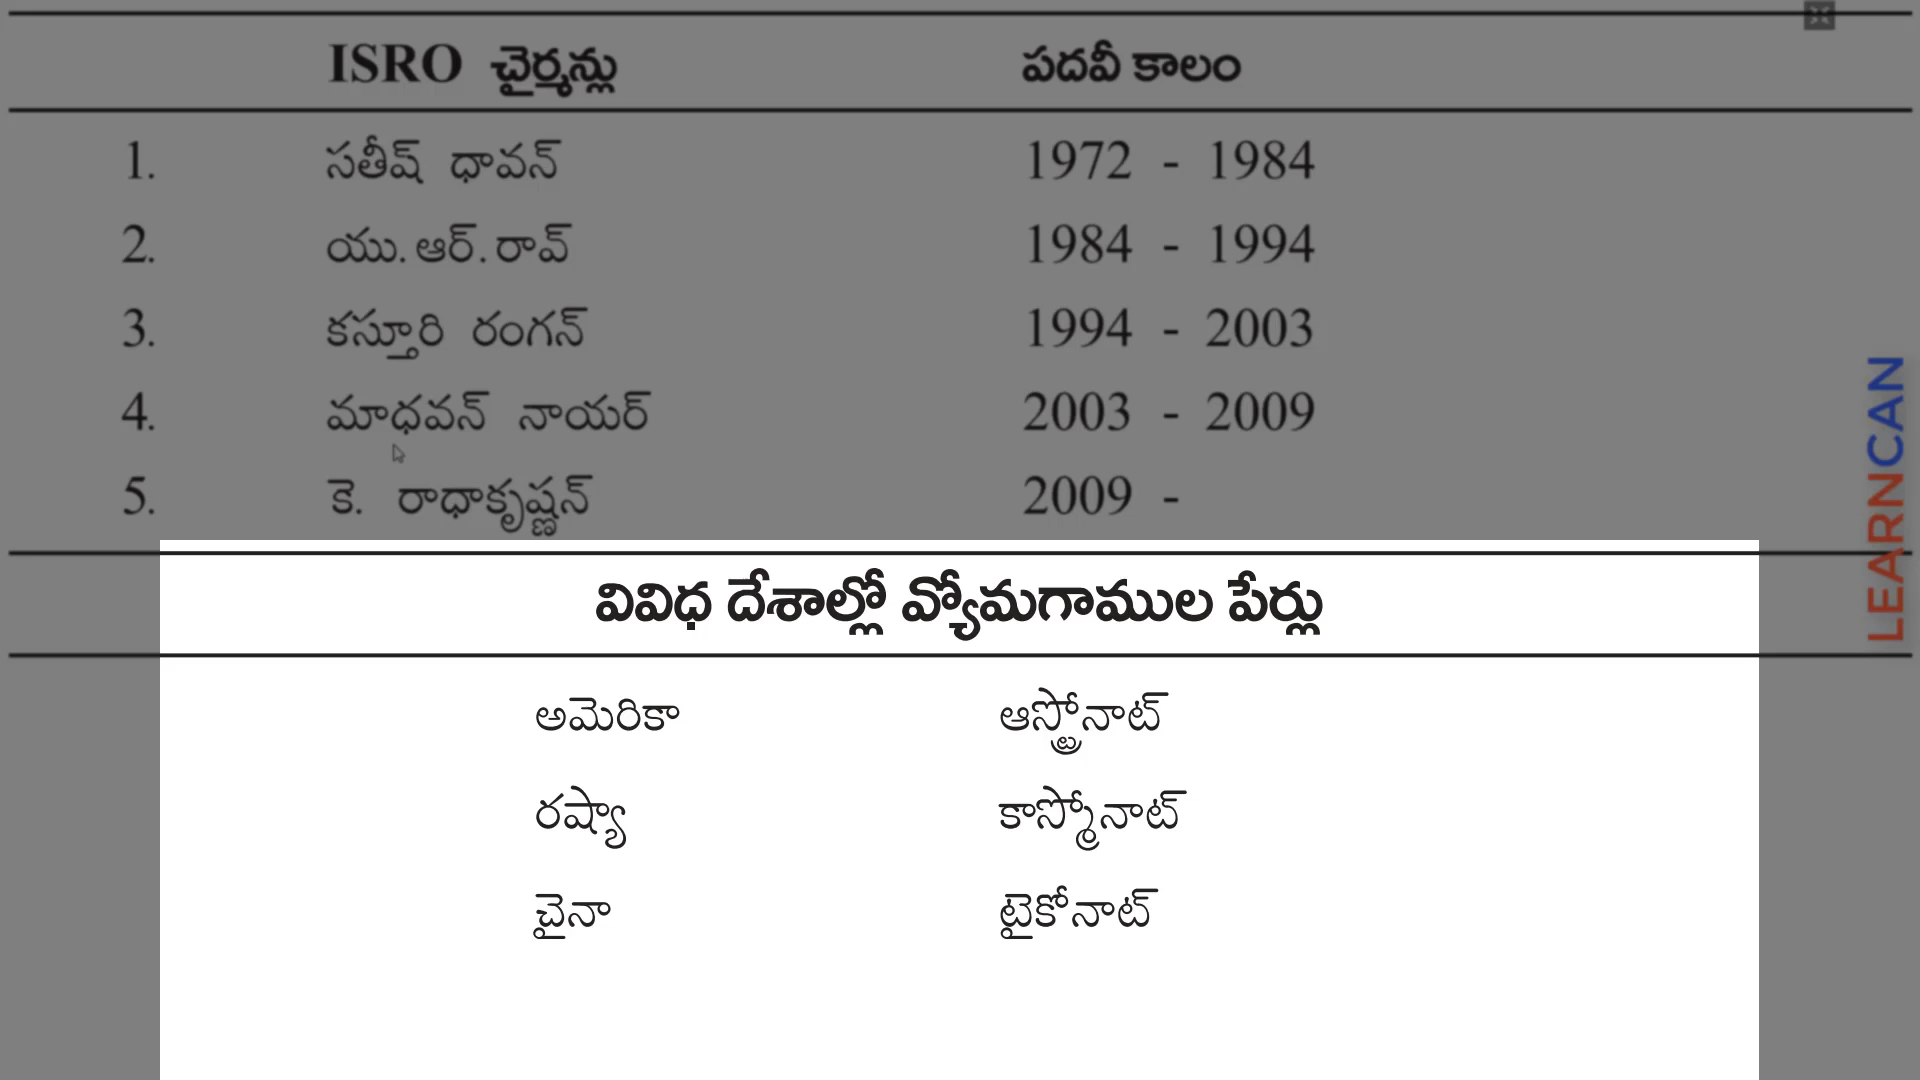 ISRO చైర్మన్లు పదవీ కాలం
1. సతీష్ ధావన్ 1972 - 1984
2. యు.ఆర్.రావ్ 1984 - 1994
3. కస్తూరి రంగన్ 1994 - 2003
4. మాధవన్ నాయర్ 2003 - 2009
5. కె. రాధాకృష్ణన్ 2009 -
వివిధ దేశాల్లో వ్యోమగాముల పేర్లు
అమెరికా ఆస్ట్రోనాట్
రష్యా కాస్మోనాట్
చైనా టైకోనాట్
LEARNCAN